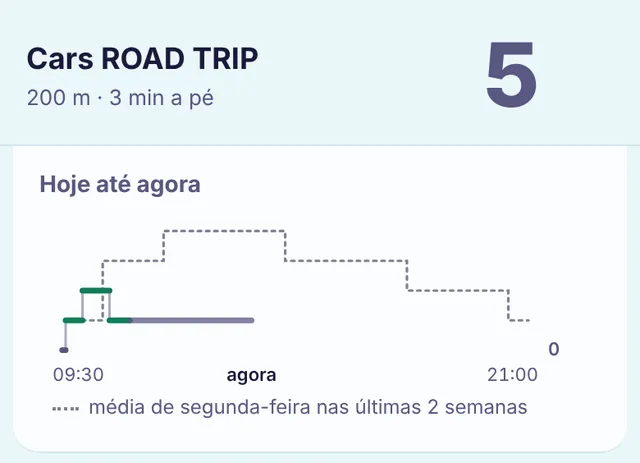 Cars ROAD TRIP
200 m · 3 min a pé
5
Hoje até agora
0
09:30 agora 21:00
média de segunda-feira nas últimas 2 semanas